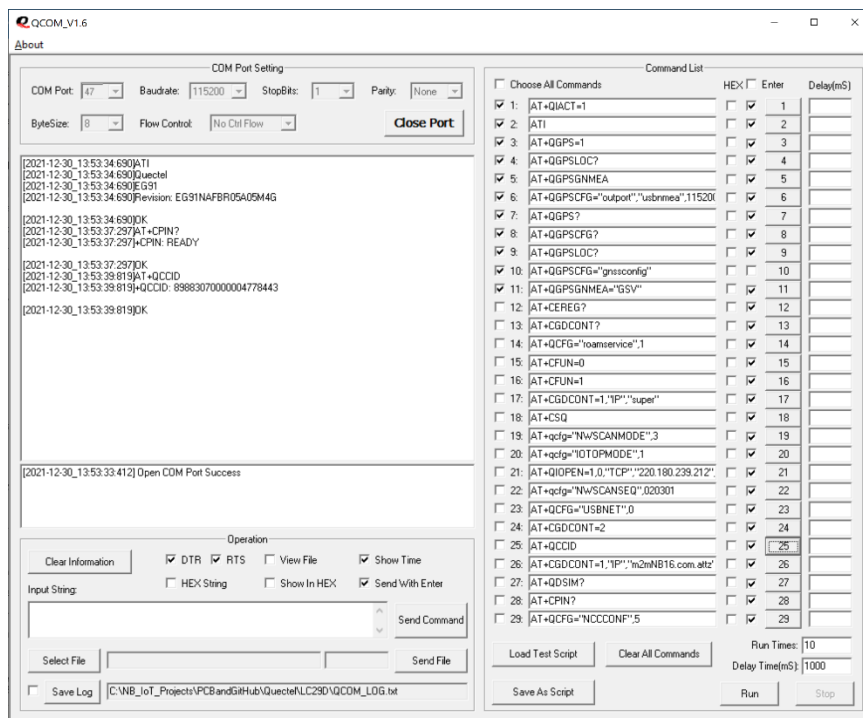 QCOM_V1.6
About
COM Port Setting
COM Port: 47 Baudrate: 115200 StopBits: 1 Parity: None
ByteSize: 8 Flow Control: No Ctrl Flow Close Port
[2021-12-30_13:53:34:690]ATI
[2021-12-30_13:53:34:690]Quectel
[2021-12-30_13:53:34:690]EG91
[2021-12-30_13:53:34:690]Revision: EG91NAFBR05A05M4G
[2021-12-30_13:53:34:690]OK
[2021-12-30_13:53:37:297]AT+CPIN?
[2021-12-30_13:53:37:297]+CPIN: READY
[2021-12-30_13:53:37:297]OK
[2021-12-30_13:53:39:819]AT+QCCID
[2021-12-30_13:53:39:819]+QCCID: 89883070000004778443
[2021-12-30_13:53:39:819]OK
[2021-12-30_13:53:33:412] Open COM Port Success
Operation
Clear Information DTR RTS View File Show Time
HEX String Show In HEX Send With Enter
Input String:
Send Command
Select File Send File
Save Log C:\NB_IoT_Projects\PCBandGitHub\Quectel\LC29D\QCOM_LOG.txt
Command List
Choose All Commands HEX Enter Delay(mS)
1: AT+QIACT=1 1
2: ATI 2
3: AT+QGPS=1 3
4: AT+QGPSLOC? 4
5: AT+QGPSGNMEA 5
6: AT+QGPSCFG="outport","usbnmea",115200 6
7: AT+QGPS? 7
8: AT+QGPSCFG? 8
9: AT+QGPSLOC? 9
10: AT+QGPSCFG="gnssconfig" 10
11: AT+QGPSGNMEA="GSV" 11
12: AT+CEREG? 12
13: AT+CGDCONT? 13
14: AT+QCFG="roamservice",1 14
15: AT+CFUN=0 15
16: AT+CFUN=1 16
17: AT+CGDCONT=1,"IP","super" 17
18: AT+CSQ 18
19: AT+qcfg="NWSCANMODE",3 19
20: AT+qcfg="IOTOPMODE",1 20
21: AT+QIOPEN=1,0,"TCP","220.180.239.212", 21
22: AT+qcfg="NWSCANSEQ",020301 22
23: AT+QCFG="USBNET",0 23
24: AT+CGDCONT=2 24
25: AT+QCCID 25
26: AT+CGDCONT=1,"IP","m2mNB16.com.attz" 26
27: AT+QDSIM? 27
28: AT+CPIN? 28
29: AT+QCFG="NCCCONF",5 29
Load Test Script Clear All Commands Run Times: 10
Delay Time(mS): 1000
Save As Script Run Stop